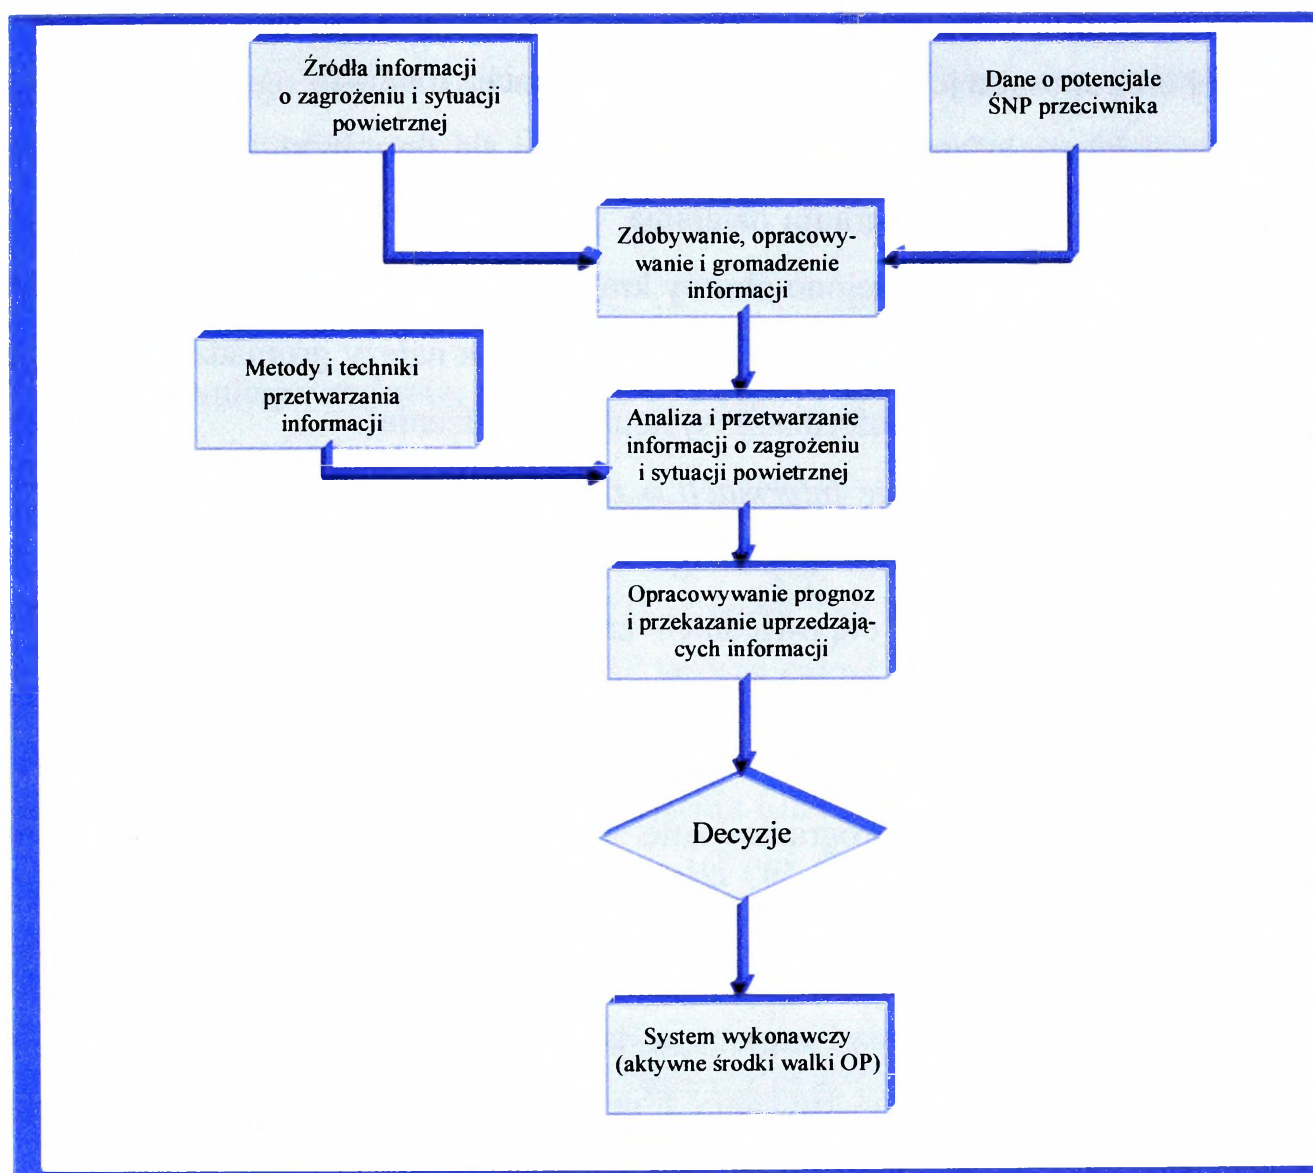 Źródła informacji
o zagrożeniu i sytuacji
powietrznej
Dane o potencjale
ŚNP przeciwnika
Zdobywanie, opracowy-
wanie i gromadzenie
informacji
Metody i techniki
przetwarzania
informacji
Analiza i przetwarzanie
informacji o zagrożeniu
i sytuacji powietrznej
Opracowywanie prognoz
i przekazanie uprzedzają-
cych informacji
Decyzje
System wykonawczy
(aktywne środki walki OP)